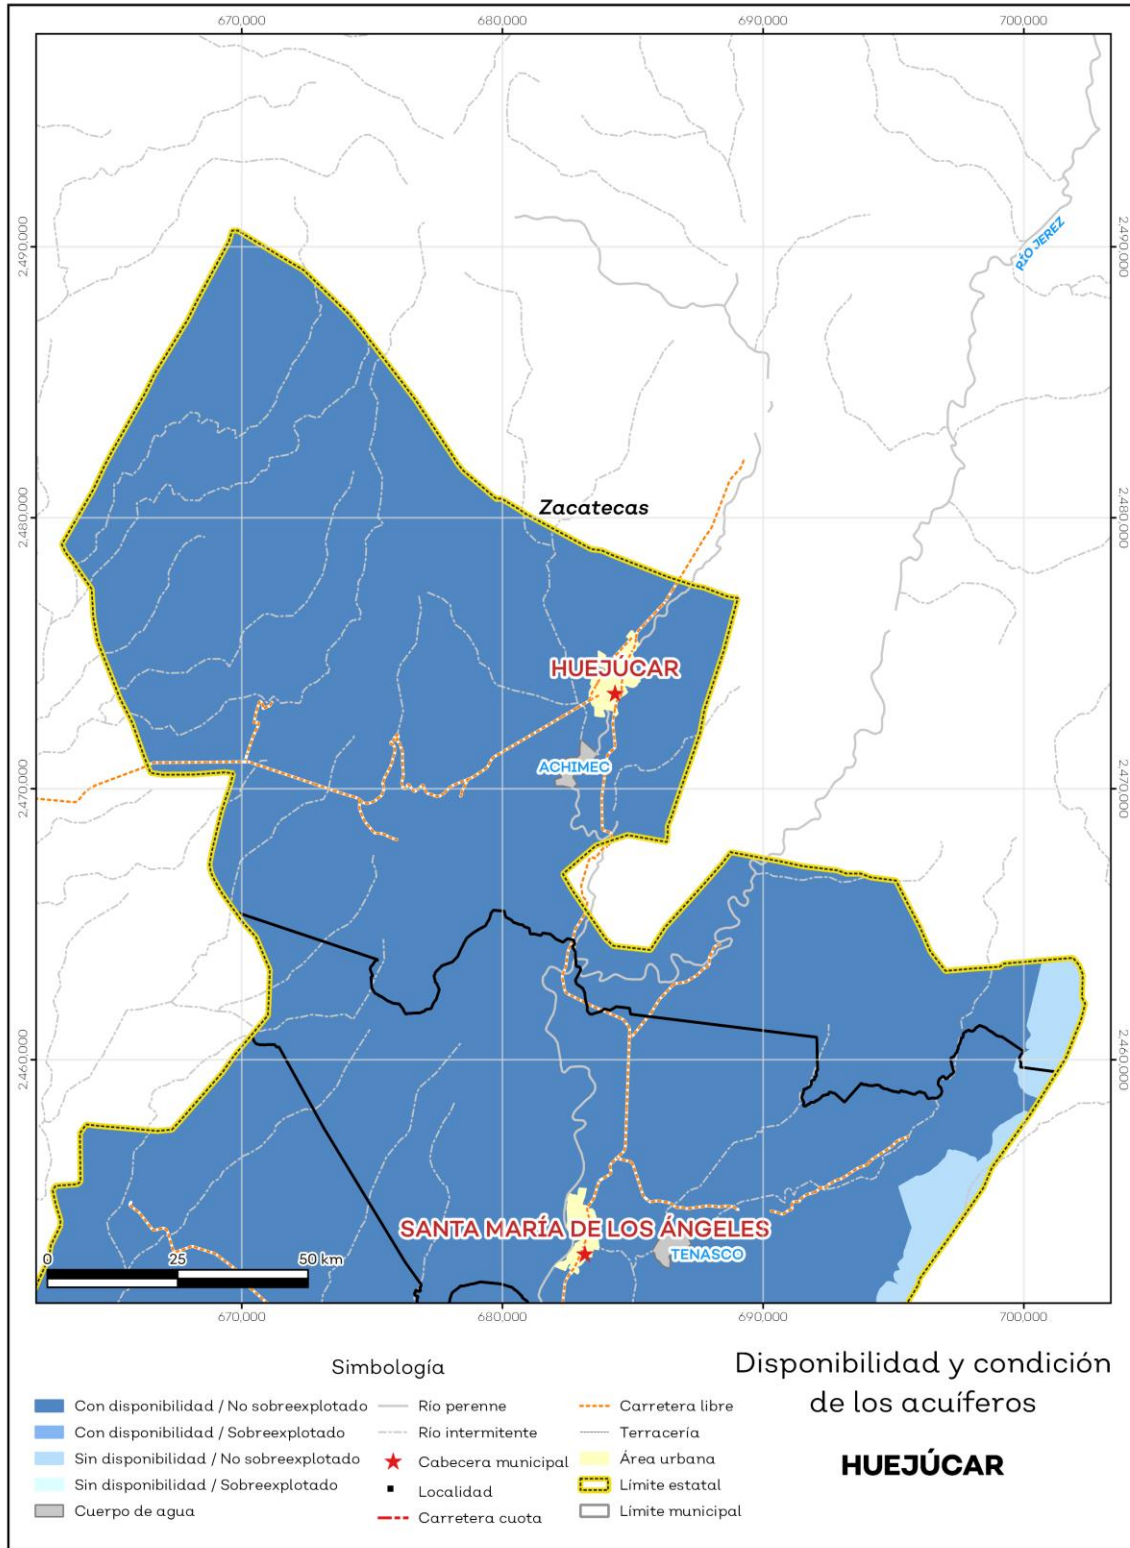 670,000
680,000
690,000
700,000
2,490,000
2,490,000
RÍO JEREZ
Zacatecas
2,480,000
2,480,000
HUEJÚCAR
ACHIMEC
2,470,000
2,470,000
2,460,000
2,460,000
SANTA MARÍA DE LOS ÁNGELES
TENASCO
0
25
50 km
670,000
680,000
690,000
700,000
Simbología
Con disponibilidad / No sobreexplotado
Con disponibilidad / Sobreexplotado
Sin disponibilidad / No sobreexplotado
Sin disponibilidad / Sobreexplotado
Cuerpo de agua
Río perenne
Río intermitente
Cabecera municipal
Localidad
Carretera cuota
Carretera libre
Terracería
Área urbana
Límite estatal
Límite municipal
Disponibilidad y condición
de los acuíferos
HUEJÚCAR